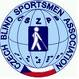 CZECH BLIND SPORTSMEN ASSOCIATION